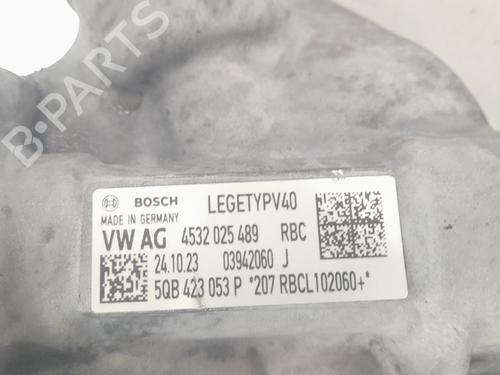 B-PARTS
BOSCH LEGETYPV40
MADE IN GERMANY
VW AG 4532 025 489 RBC
24.10.23 03942060 J
5QB 423 053 P *207 RBCL102060+*